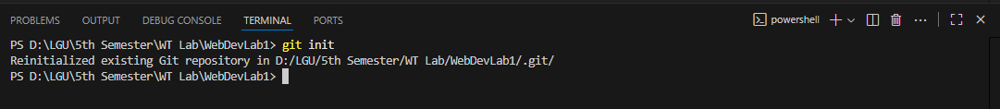 PROBLEMS OUTPUT DEBUG CONSOLE TERMINAL PORTS powershell
PS D:\LGU\5th Semester\WT Lab\WebDevLab1> git init
Reinitialized existing Git repository in D:/LGU/5th Semester/WT Lab/WebDevLab1/.git/
PS D:\LGU\5th Semester\WT Lab\WebDevLab1>